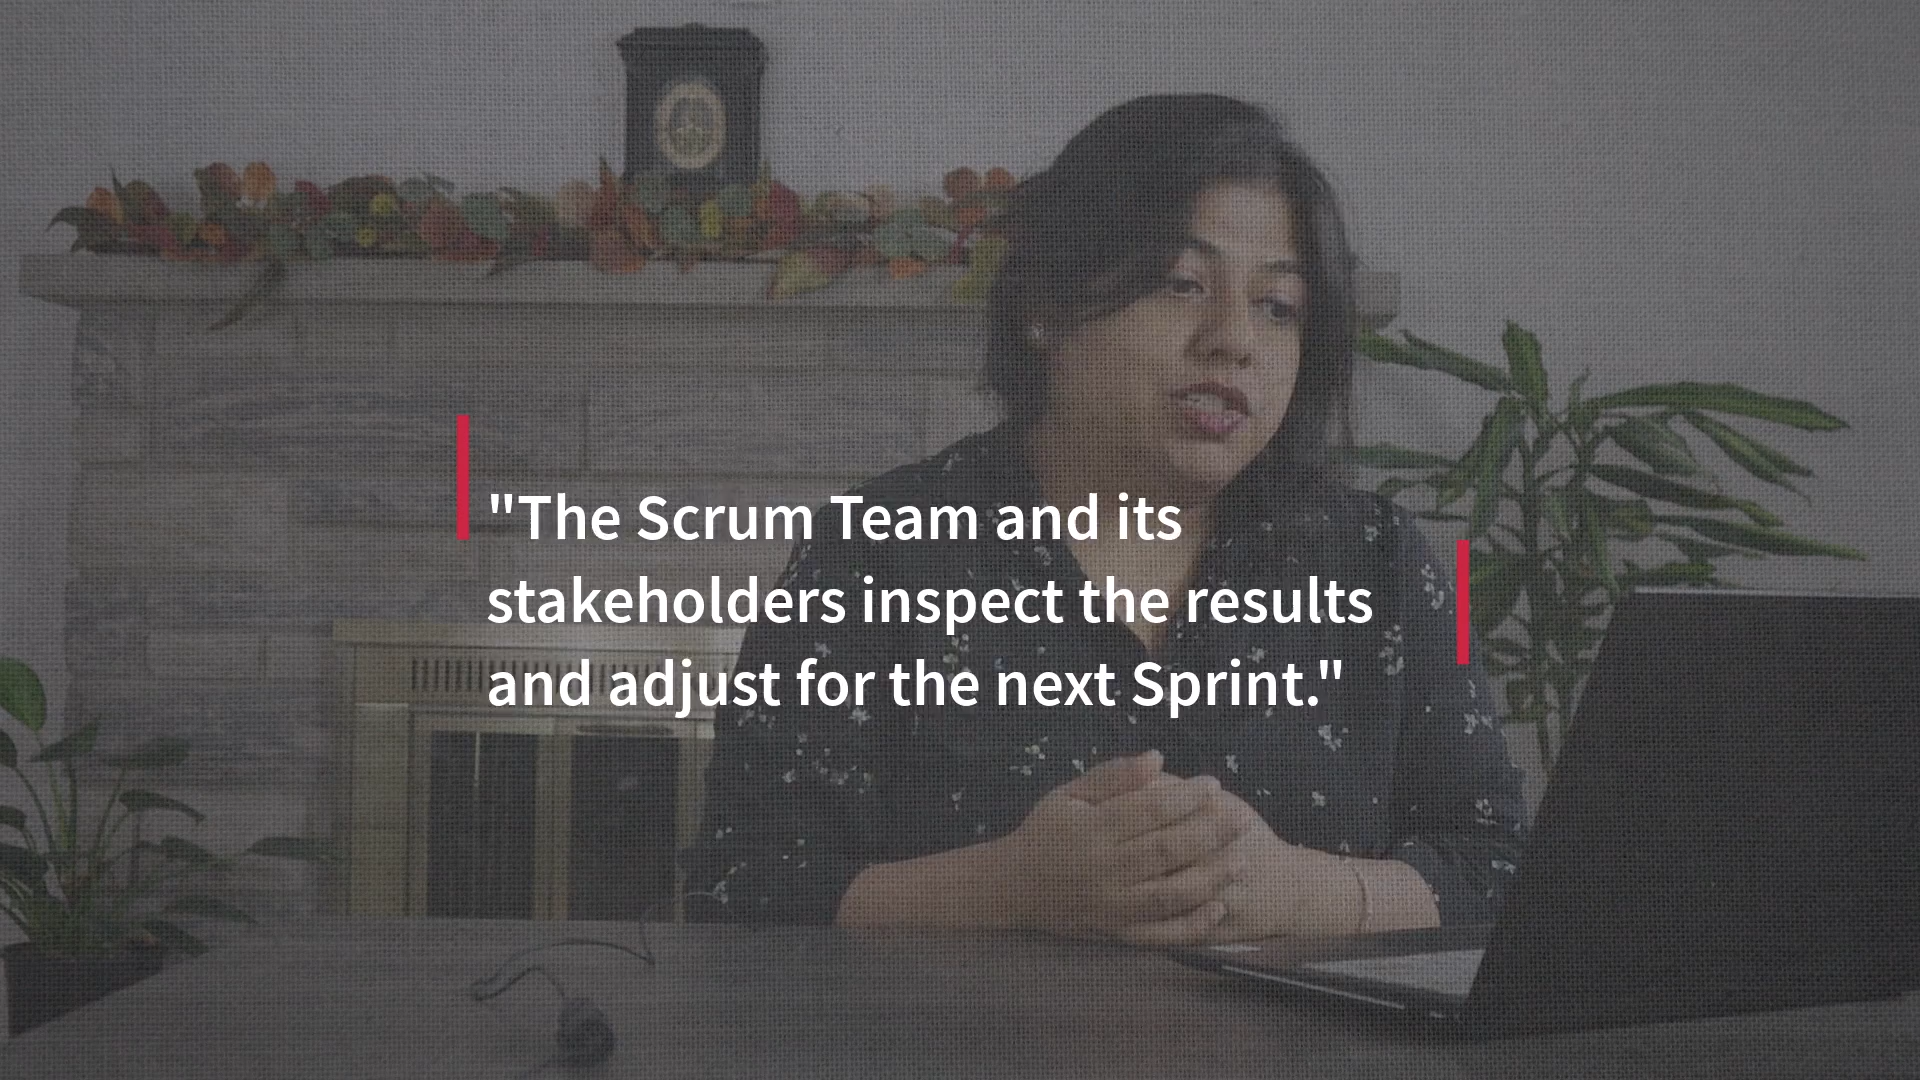 "The Scrum Team and its
stakeholders inspect the results
and adjust for the next Sprint."